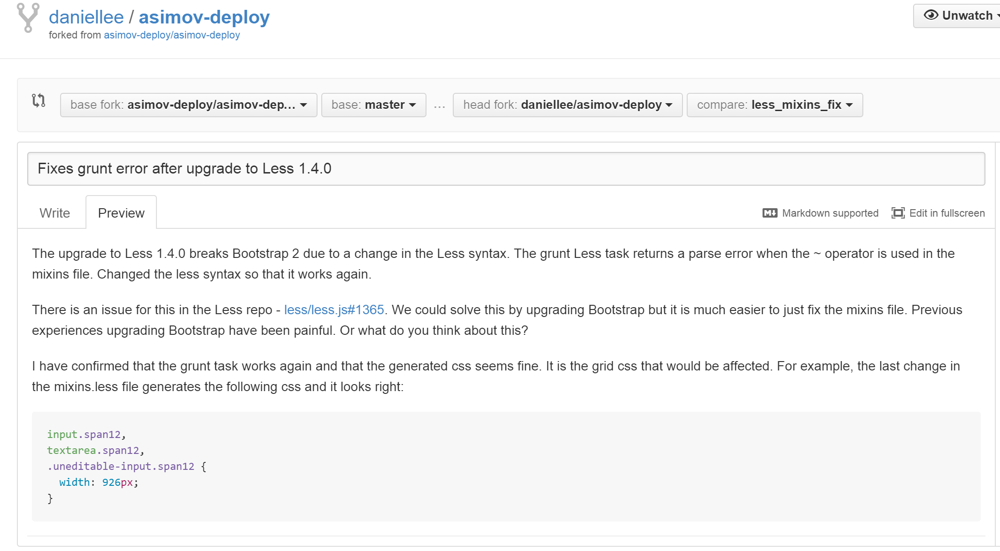 daniellee / asimov-deploy
Unwatch
forked from asimov-deploy/asimov-deploy
base fork: asimov-deploy/asimov-dep... base: master ... head fork: daniellee/asimov-deploy compare: less_mixins_fix
Fixes grunt error after upgrade to Less 1.4.0
Write Preview M↓ Markdown supported Edit in fullscreen
The upgrade to Less 1.4.0 breaks Bootstrap 2 due to a change in the Less syntax. The grunt Less task returns a parse error when the ~ operator is used in the
mixins file. Changed the less syntax so that it works again.
There is an issue for this in the Less repo - less/less.js#1365. We could solve this by upgrading Bootstrap but it is much easier to just fix the mixins file. Previous
experiences upgrading Bootstrap have been painful. Or what do you think about this?
I have confirmed that the grunt task works again and that the generated css seems fine. It is the grid css that would be affected. For example, the last change in
the mixins.less file generates the following css and it looks right:
input.span12,
textarea.span12,
.uneditable-input.span12 {
  width: 926px;
}